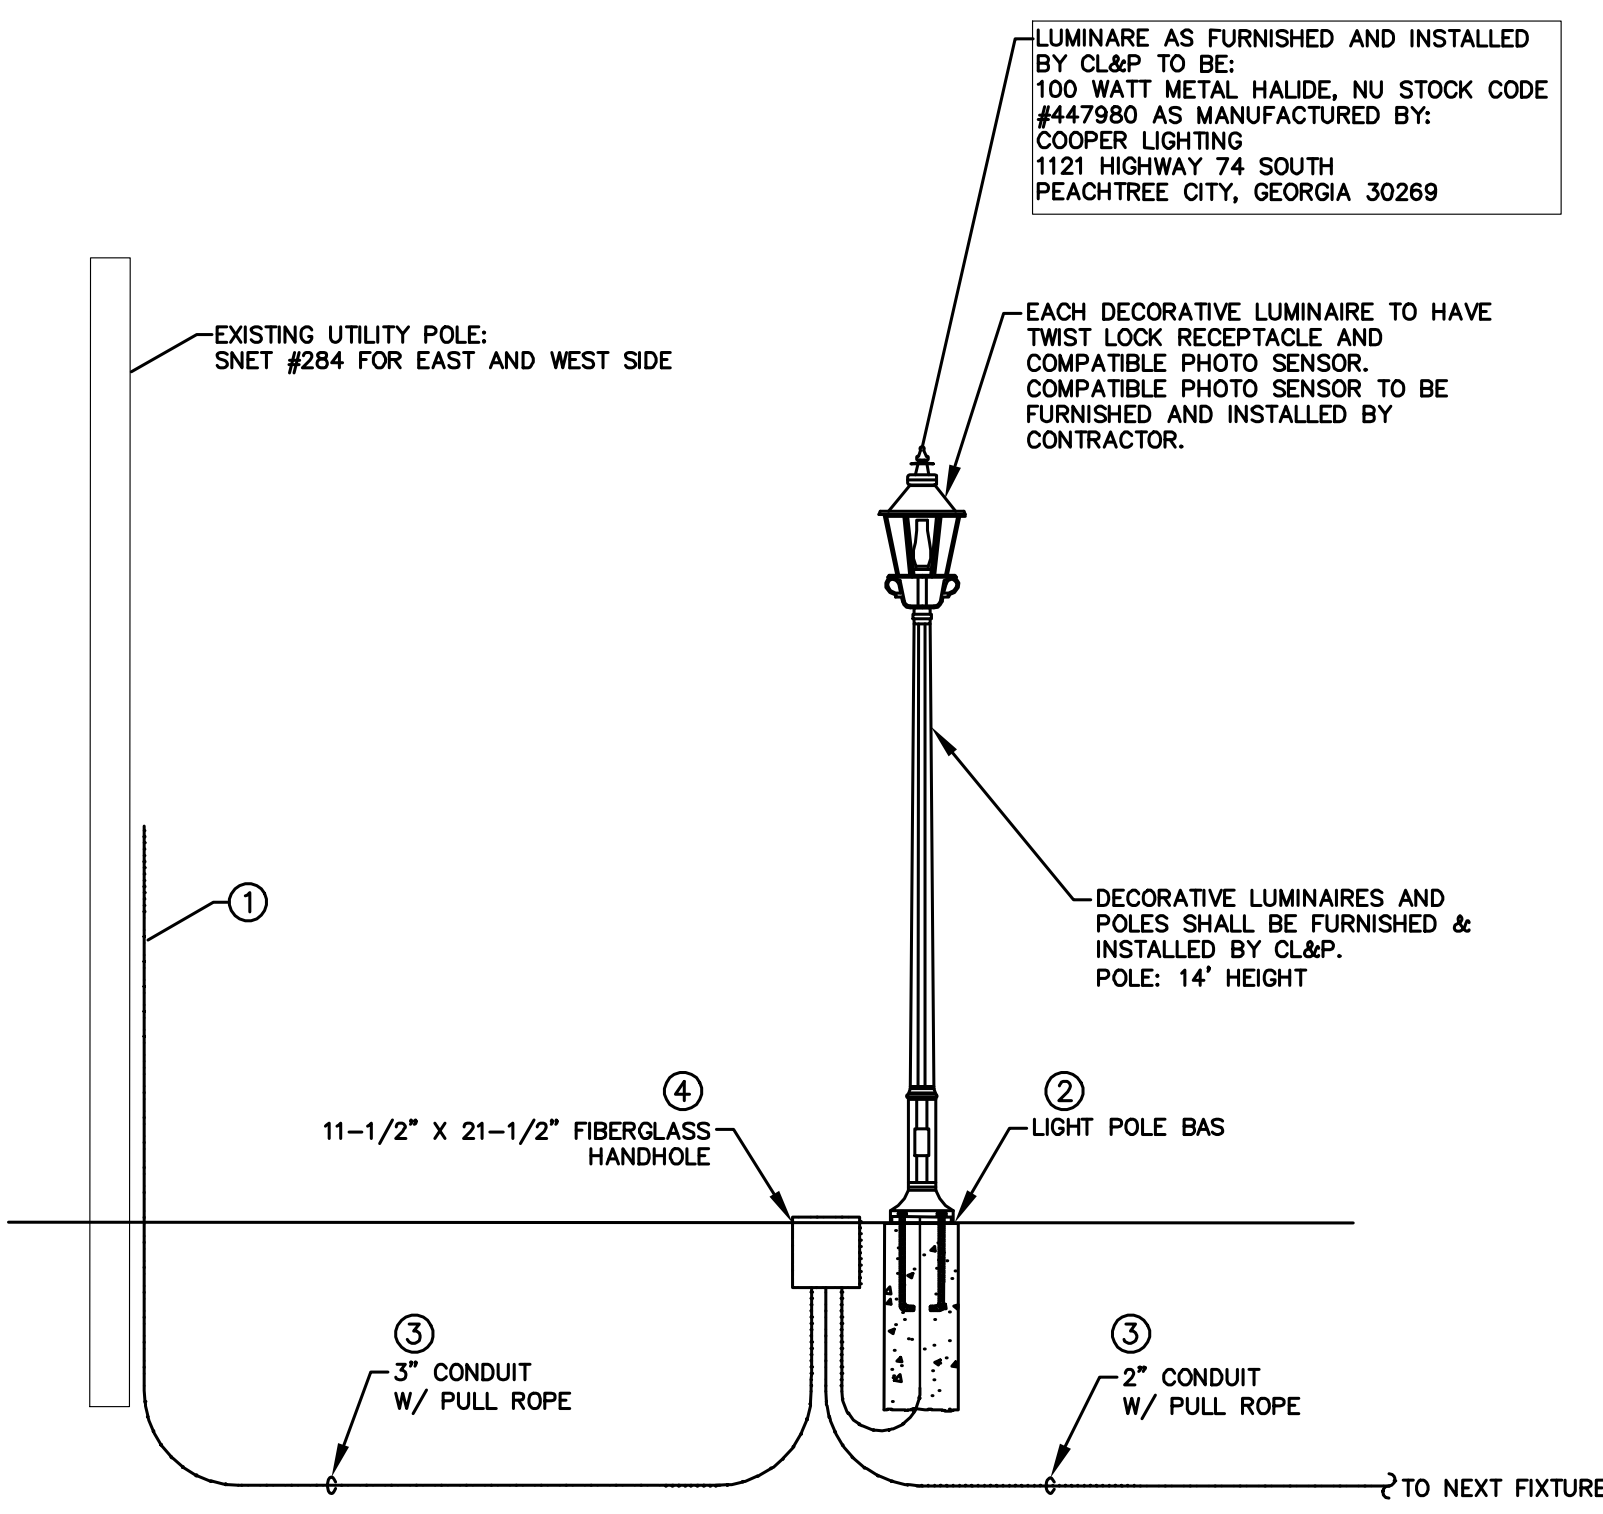 LUMINARE AS FURNISHED AND INSTALLED
BY CL&P TO BE:
100 WATT METAL HALIDE, NU STOCK CODE
#447980 AS MANUFACTURED BY:
COOPER LIGHTING
1121 HIGHWAY 74 SOUTH
PEACHTREE CITY, GEORGIA 30269
EXISTING UTILITY POLE:
SNET #284 FOR EAST AND WEST SIDE
EACH DECORATIVE LUMINAIRE TO HAVE
TWIST LOCK RECEPTACLE AND
COMPATIBLE PHOTO SENSOR.
COMPATIBLE PHOTO SENSOR TO BE
FURNISHED AND INSTALLED BY
CONTRACTOR.
1
DECORATIVE LUMINAIRES AND
POLES SHALL BE FURNISHED &
INSTALLED BY CL&P.
POLE: 14' HEIGHT
4
11-1/2" X 21-1/2" FIBERGLASS
HANDHOLE
2
LIGHT POLE BAS
3
3" CONDUIT
W/ PULL ROPE
3
2" CONDUIT
W/ PULL ROPE
TO NEXT FIXTURE